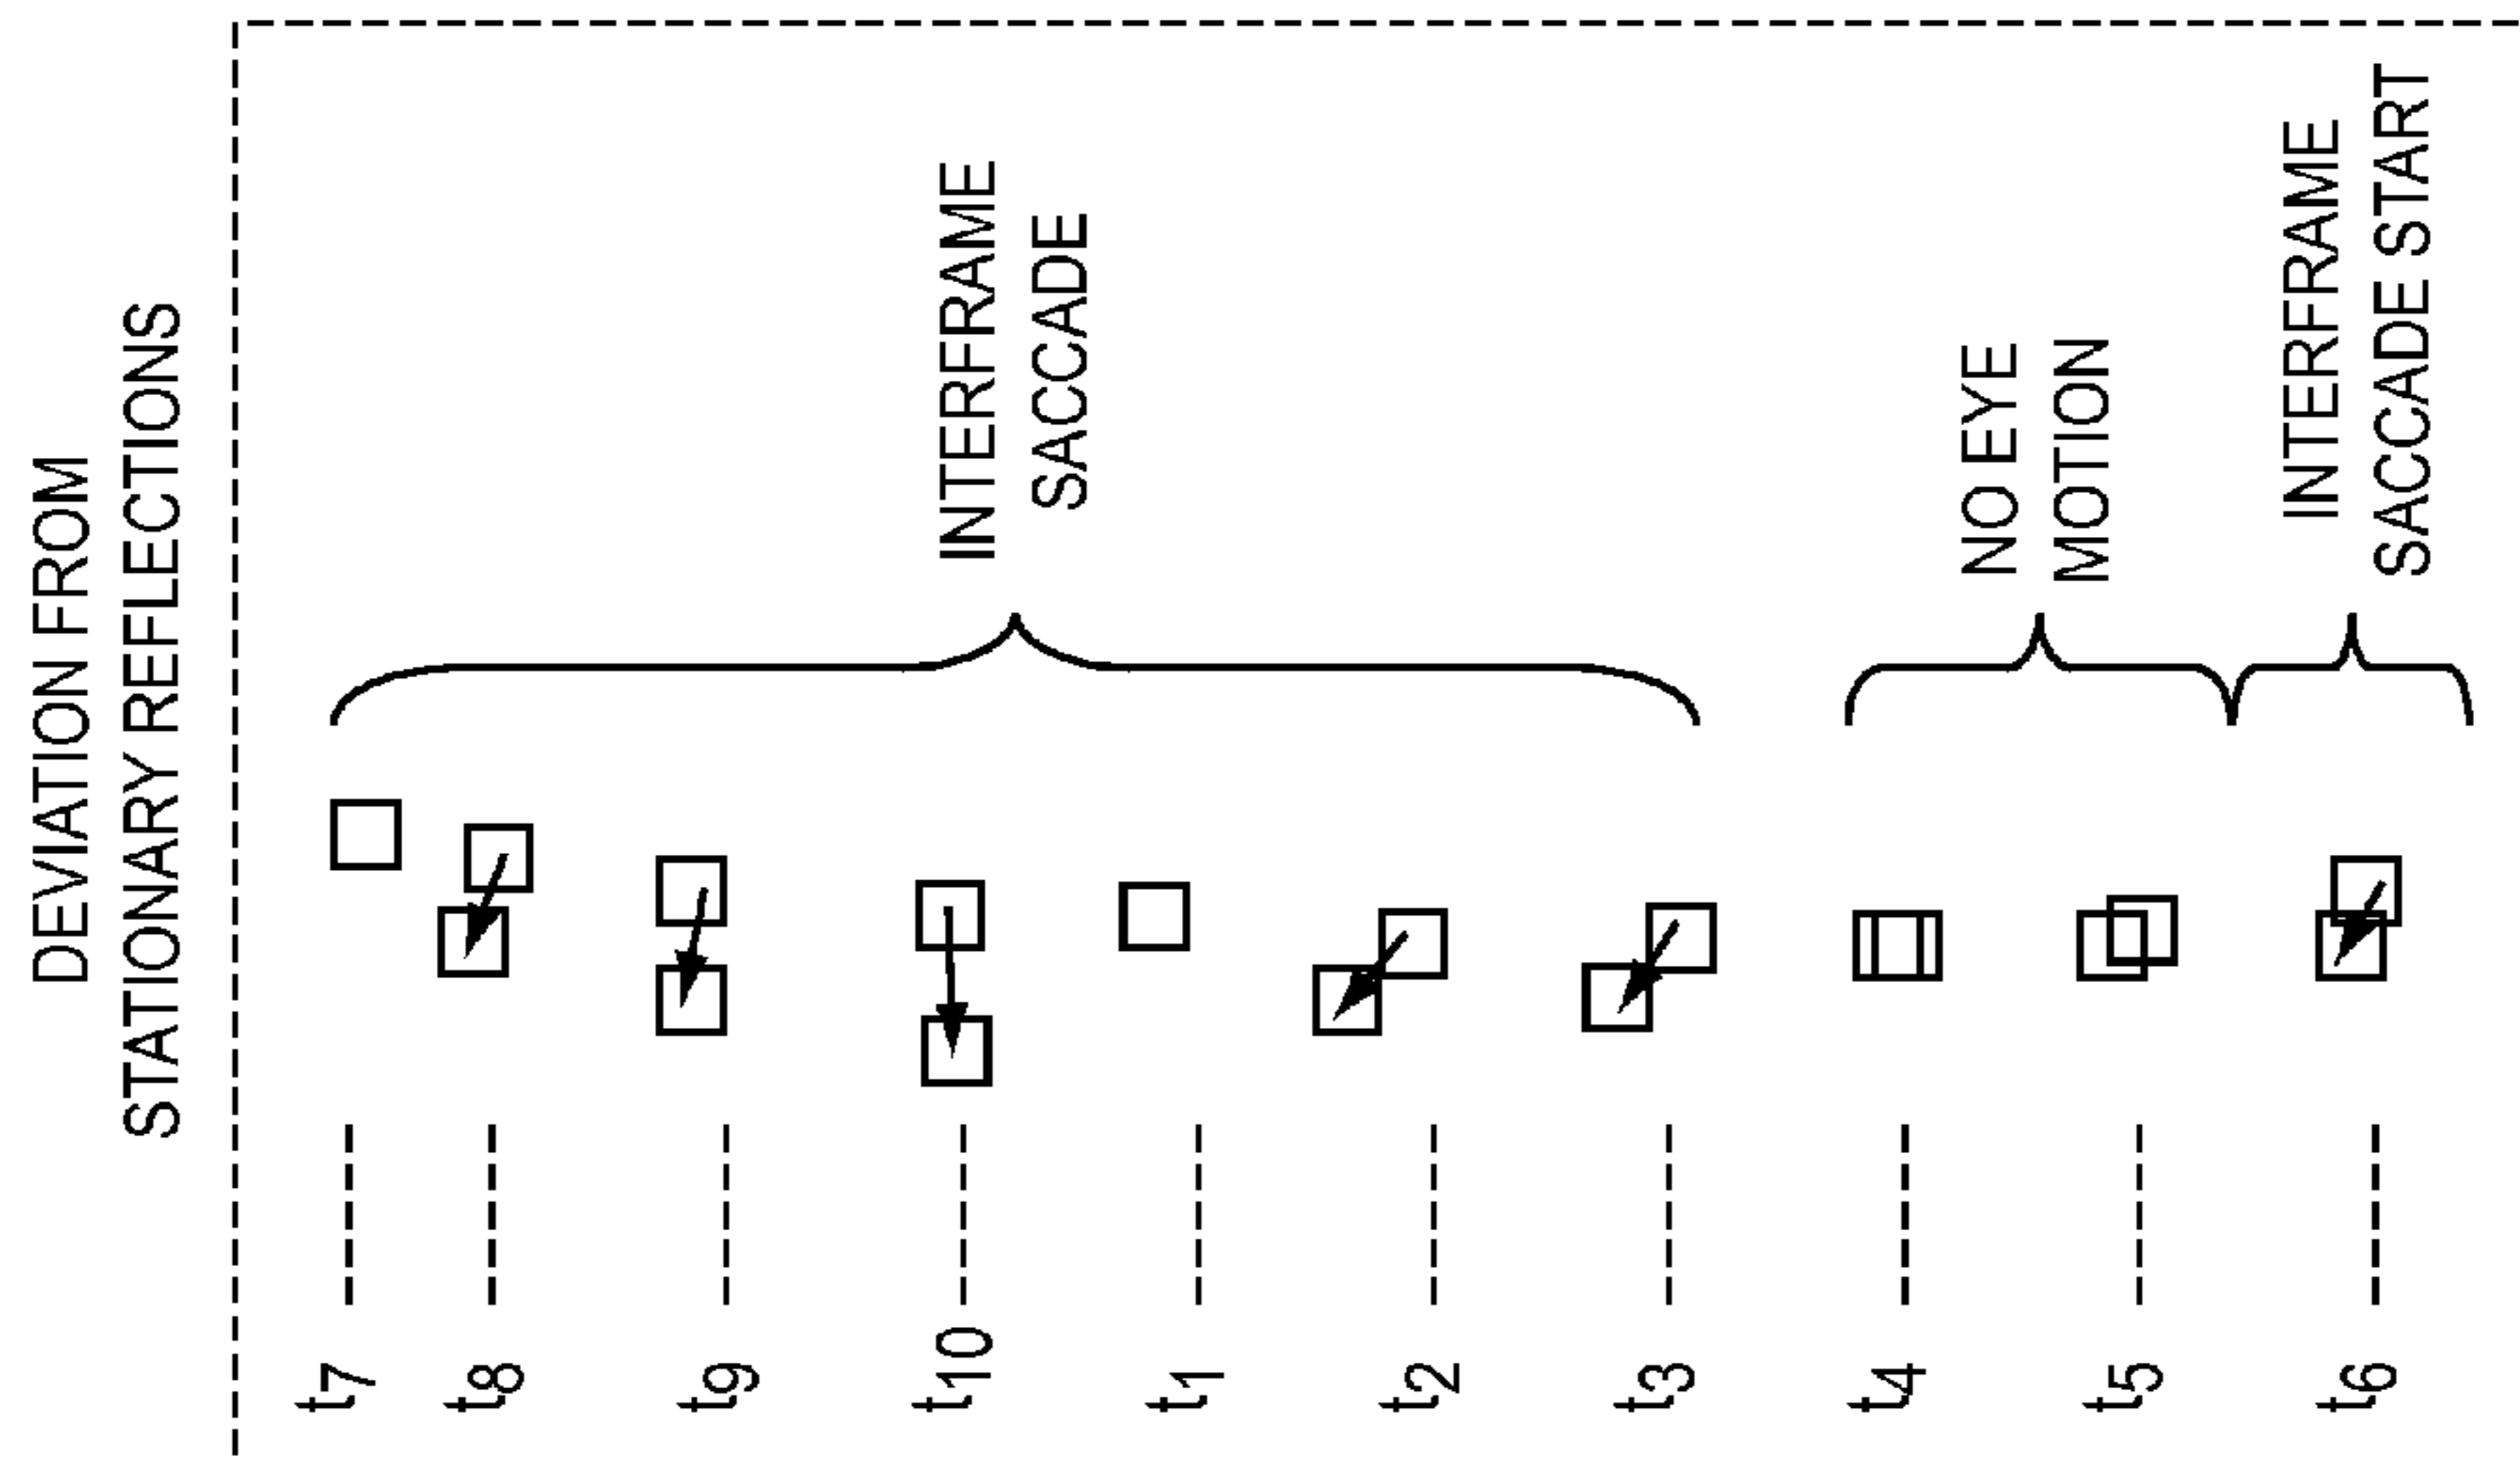 DEVIATION FROM
STATIONARY REFLECTIONS
t7
t8
t9
t10
t1
t2
t3
t4
t5
t6
INTERFRAME
SACCADE
NO EYE
MOTION
INTERFRAME
SACCADE START